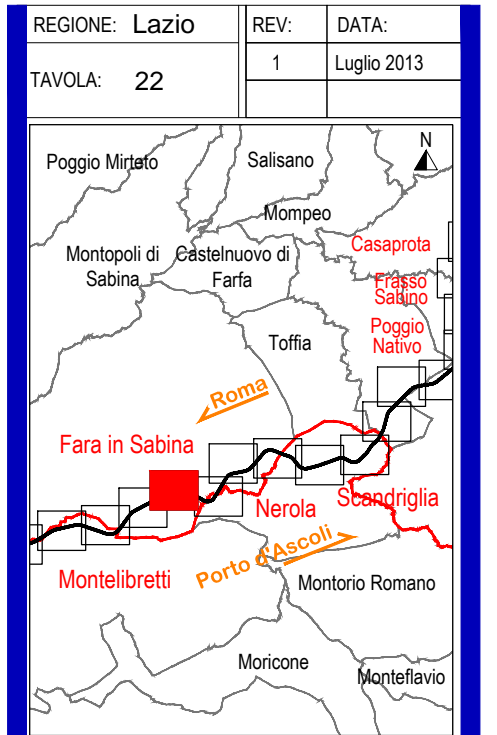 REGIONE: Lazio
REV:
DATA:
1
Luglio 2013
TAVOLA: 22
N
Poggio Mirteto
Salisano
Mompeo
Casaprota
Montopoli di
Sabina
Castelnuovo di
Farfa
Frasso
Sabino
Poggio
Nativo
Toffia
Roma
Fara in Sabina
Nerola
Scandriglia
Porto d'Ascoli
Montelibretti
Montorio Romano
Moricone
Monteflavio